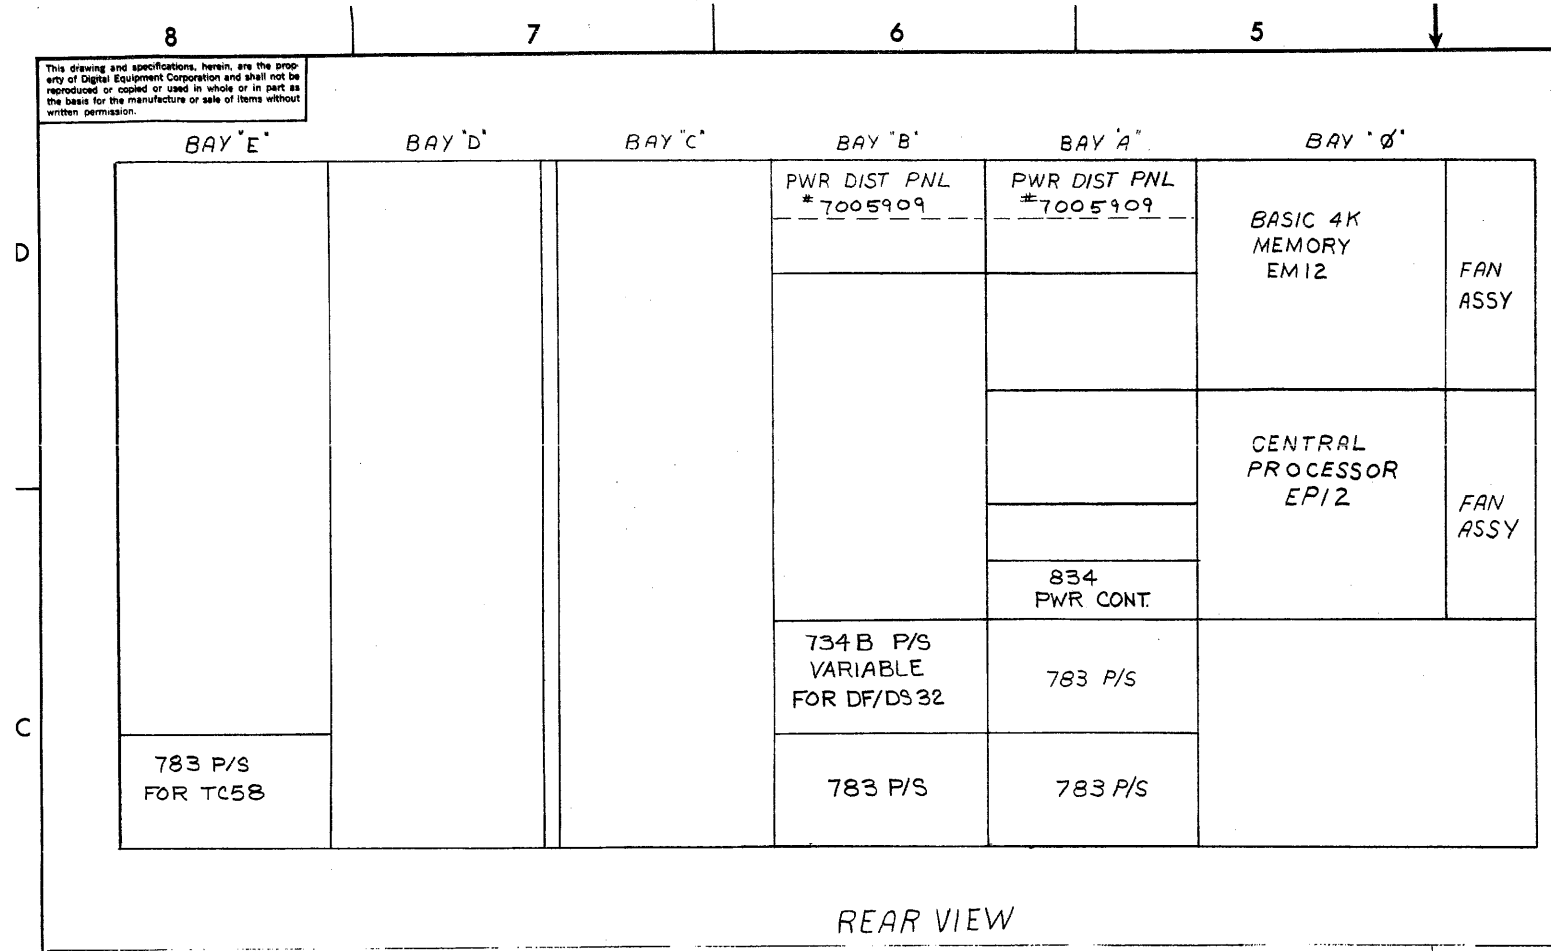 8 7 6 5
This drawing and specifications, herein, are the prop-
erty of Digital Equipment Corporation and shall not be
reproduced or copied or used in whole or in part as
the basis for the manufacture or sale of items without
written permission.
BAY "E" BAY "D" BAY "C" BAY "B" BAY "A" BAY "Ø"
PWR DIST PNL
#7005909
PWR DIST PNL
#7005909
BASIC 4K
MEMORY
EM12
FAN
ASSY
D
CENTRAL
PROCESSOR
EP12
FAN
ASSY
834
PWR CONT.
734B P/S
VARIABLE
FOR DF/DS32
783 P/S
C
783 P/S
FOR TC58
783 P/S
783 P/S
REAR VIEW